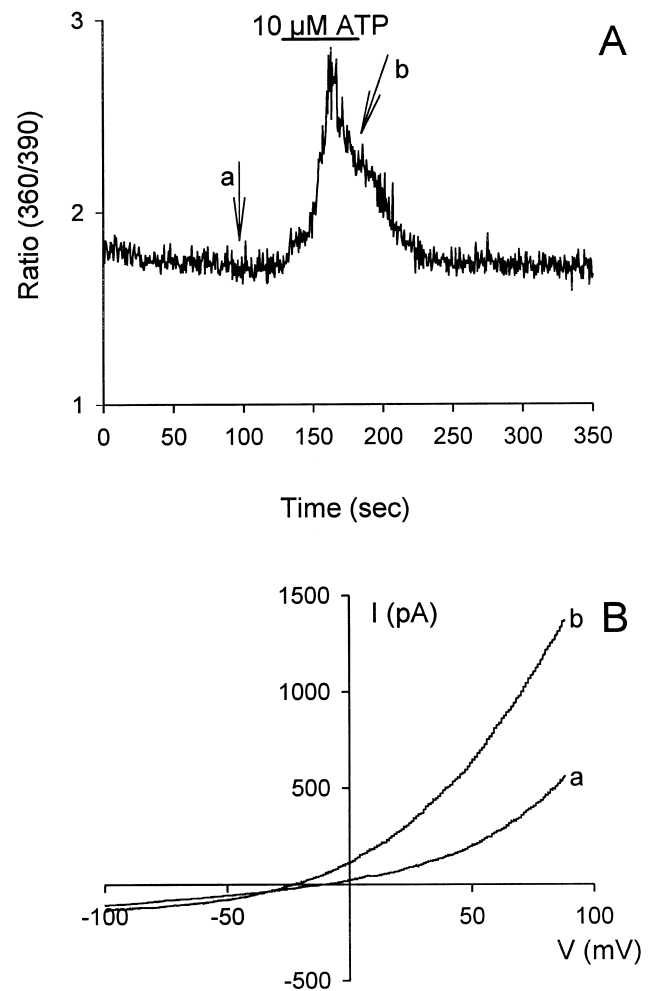 3
10 µM ATP
A
b
a
2
Ratio (360/390)
1
0 50 100 150 200 250 300 350
Time (sec)
1500
I (pA)
B
b
1000
500
a
-100 -50 50 100
V (mV)
-500